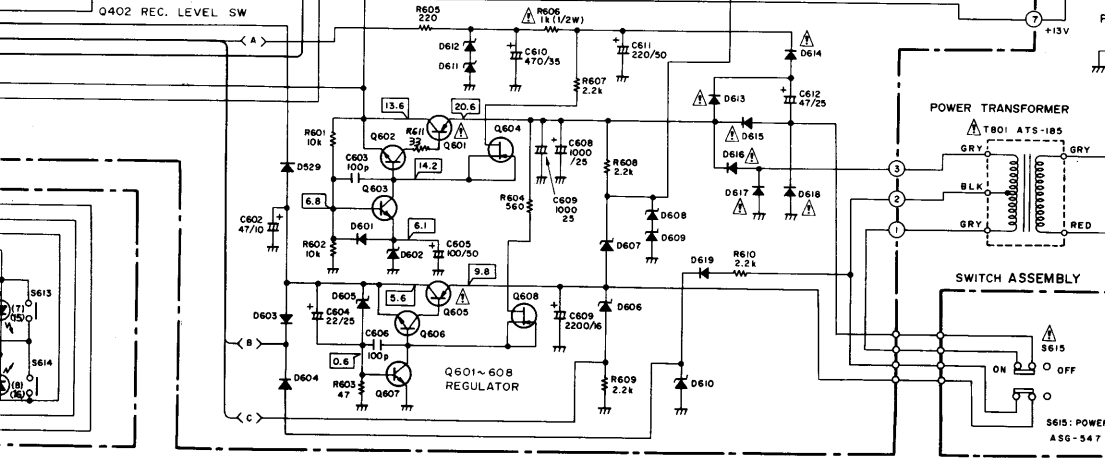 Q402 REC. LEVEL SW
A
R605
220
R606
1k(1/2W)
D612
D611
C610
470/35
C611
220/50
R607
2.2k
D614
7
+13V
D613
C612
47/25
POWER TRANSFORMER
T801 ATS-185
13.6
20.6
R601
10k
Q602
R611
33
Q601
Q604
C608
1000
/25
D615
D616
GRY
GRY
3
D529
C603
100p
14.2
Q603
R604
560
C609
1000
25
R608
2.2k
D617
D618
BLK
2
6.8
C602
47/10
D601
6.1
D608
GRY
RED
1
R602
10k
D602
C605
100/50
D607
D609
D619
R610
2.2k
SWITCH ASSEMBLY
9.8
5.6
D605
Q605
Q608
D606
S613
(7)
(15)
D603
C604
22/25
Q606
C609
2200/16
S615
B
C606
100p
0.6
S614
(8)
(16)
ON
OFF
D604
R603
47
Q607
Q601~608
REGULATOR
R609
2.2k
D610
C
S615: POWER
ASG-547